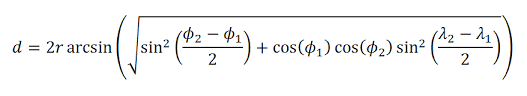 d = 2r arcsin(√(sin²((ϕ₂ − ϕ₁)/2) + cos(ϕ₁) cos(ϕ₂) sin²((λ₂ − λ₁)/2)))